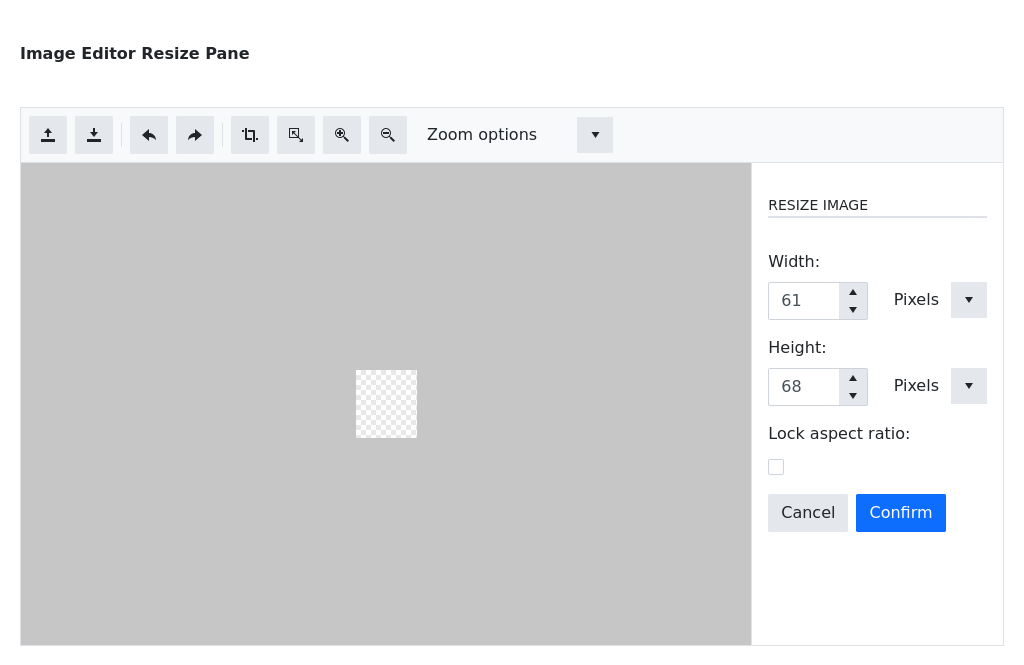 Image Editor Resize Pane
Zoom options
RESIZE IMAGE
Width:
61 Pixels
Height:
68 Pixels
Lock aspect ratio:
Cancel Confirm